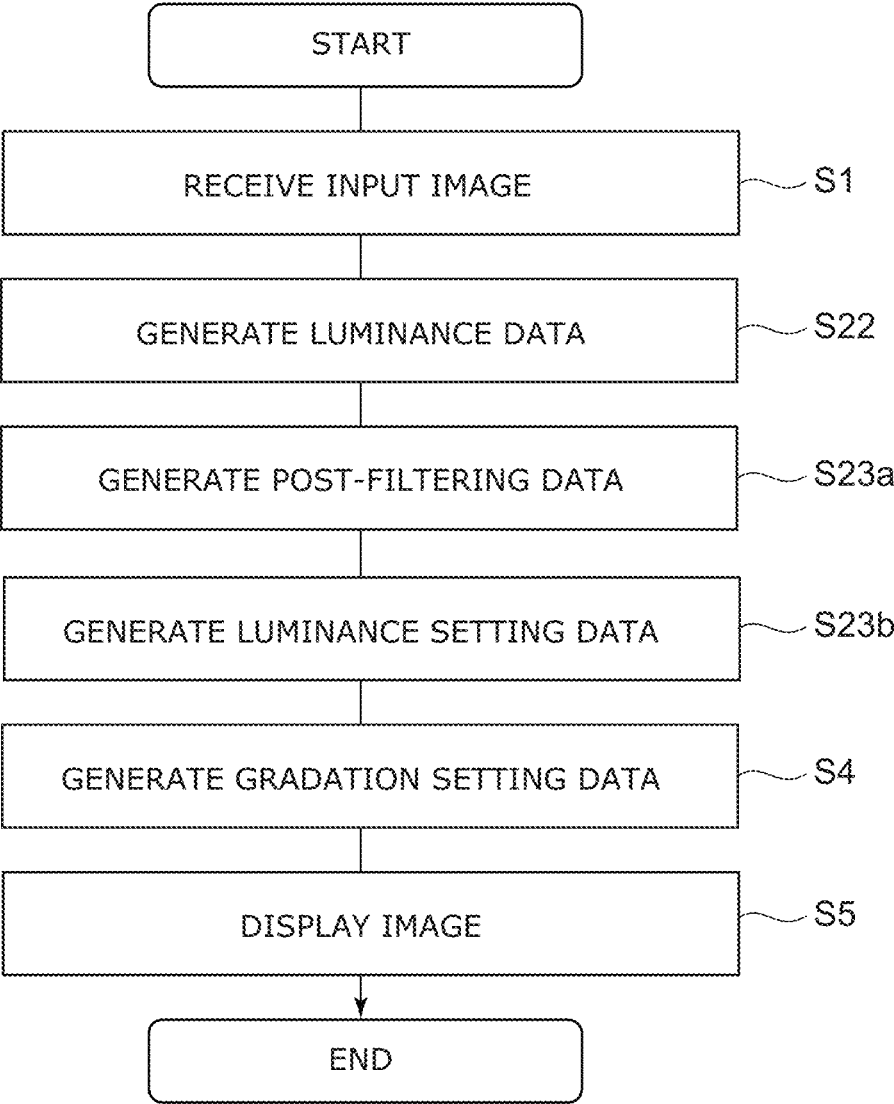 START
RECEIVE INPUT IMAGE
S1
GENERATE LUMINANCE DATA
S22
GENERATE POST-FILTERING DATA
S23a
GENERATE LUMINANCE SETTING DATA
S23b
GENERATE GRADATION SETTING DATA
S4
DISPLAY IMAGE
S5
END